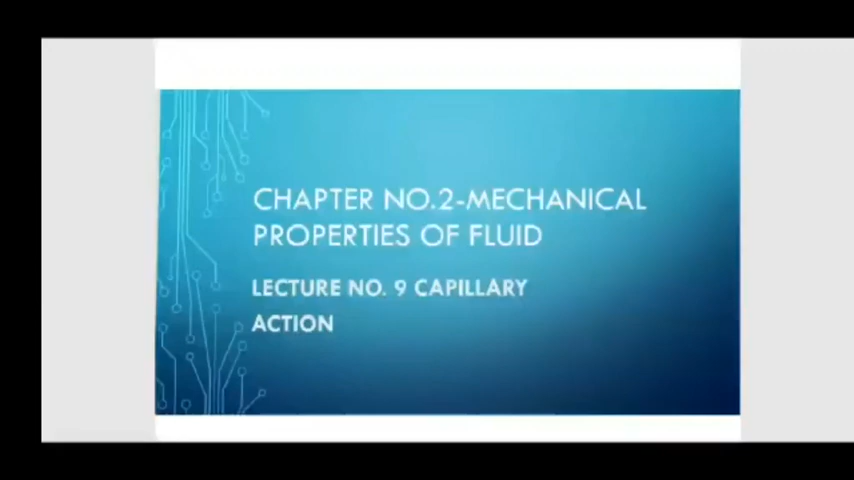 CHAPTER NO.2-MECHANICAL
PROPERTIES OF FLUID
LECTURE NO. 9 CAPILLARY
ACTION